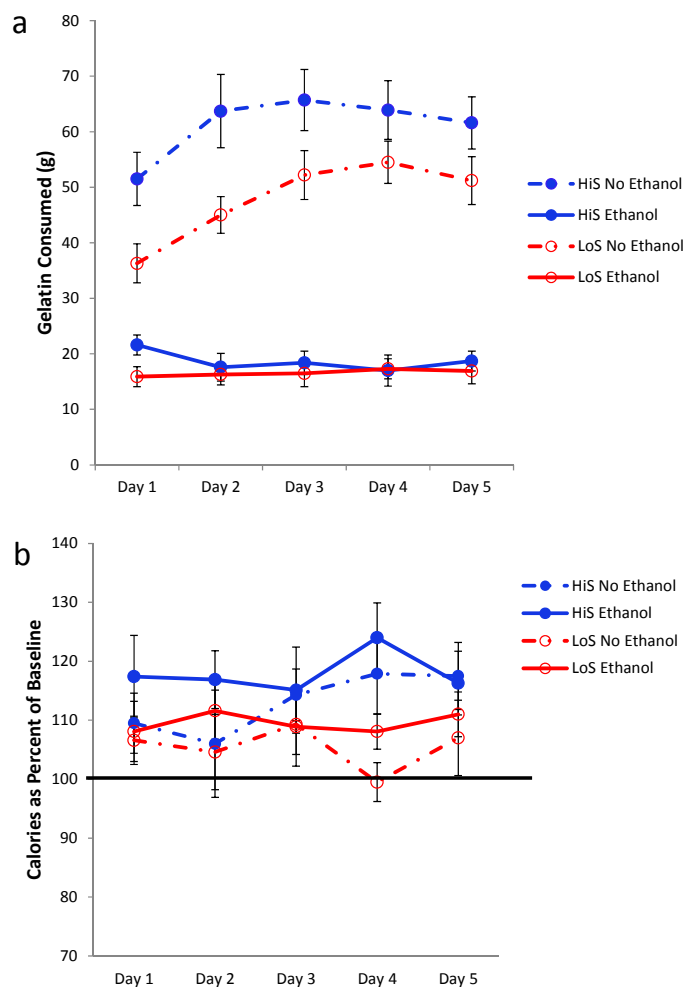 a
Gelatin Consumed (g)
80
70
60
50
40
30
20
10
0
Day 1 Day 2 Day 3 Day 4 Day 5
HiS No Ethanol
HiS Ethanol
LoS No Ethanol
LoS Ethanol
b
Calories as Percent of Baseline
140
130
120
110
100
90
80
70
Day 1 Day 2 Day 3 Day 4 Day 5
HiS No Ethanol
HiS Ethanol
LoS No Ethanol
LoS Ethanol